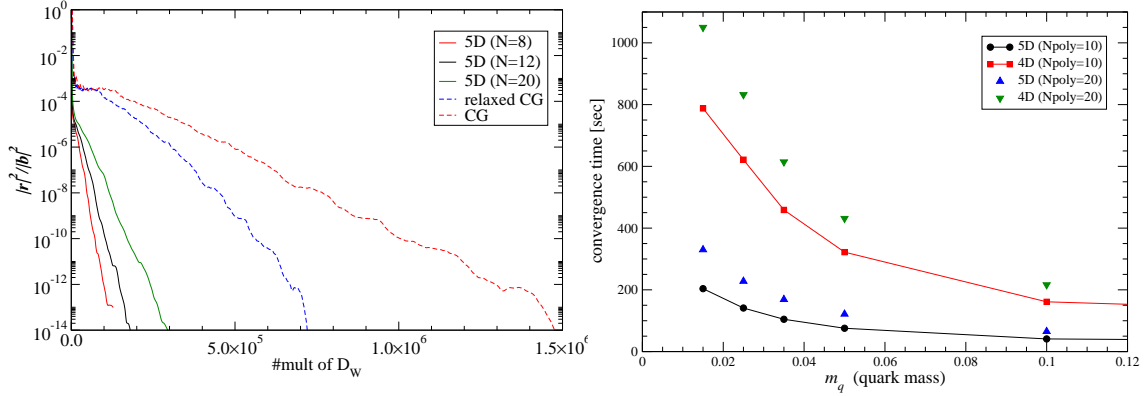 10^0
10^-2
10^-4
10^-6
10^-8
10^-10
10^-12
10^-14
|r|^2/|b|^2
0.0 5.0×10^5 1.0×10^6 1.5×10^6
#mult of D_W
5D (N=8)
5D (N=12)
5D (N=20)
relaxed CG
CG
1000
800
600
400
200
0
convergence time [sec]
0 0.02 0.04 0.06 0.08 0.1 0.12
m_q (quark mass)
5D (Npoly=10)
4D (Npoly=10)
5D (Npoly=20)
4D (Npoly=20)